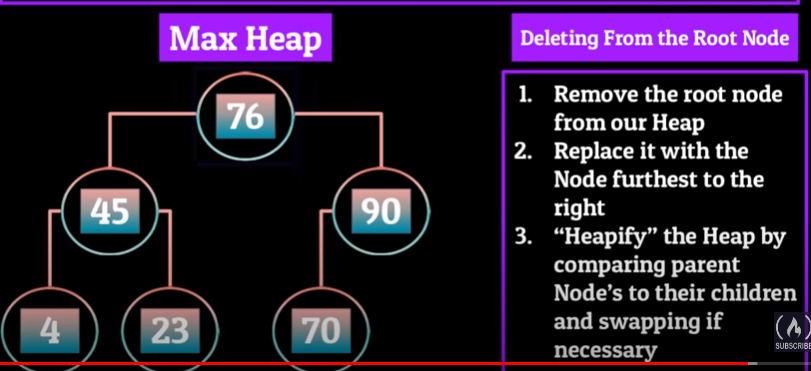 Max Heap
76
45
90
4
23
70
Deleting From the Root Node
1. Remove the root node
from our Heap
2. Replace it with the
Node furthest to the
right
3. “Heapify” the Heap by
comparing parent
Node’s to their children
and swapping if
necessary
SUBSCRIBE